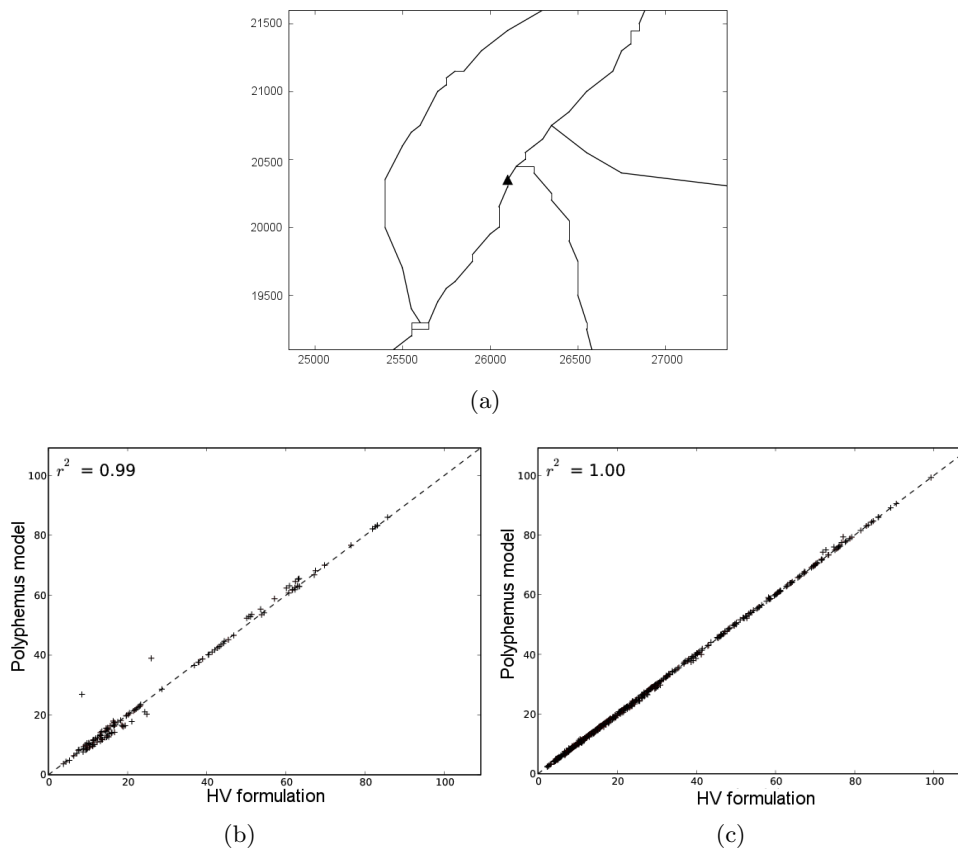 21500
21000
20500
20000
19500
25000 25500 26000 26500 27000
(a)
r² = 0.99
100
80
60
40
20
0
Polyphemus model
0 20 40 60 80 100
HV formulation
(b)
r² = 1.00
100
80
60
40
20
0
Polyphemus model
0 20 40 60 80 100
HV formulation
(c)